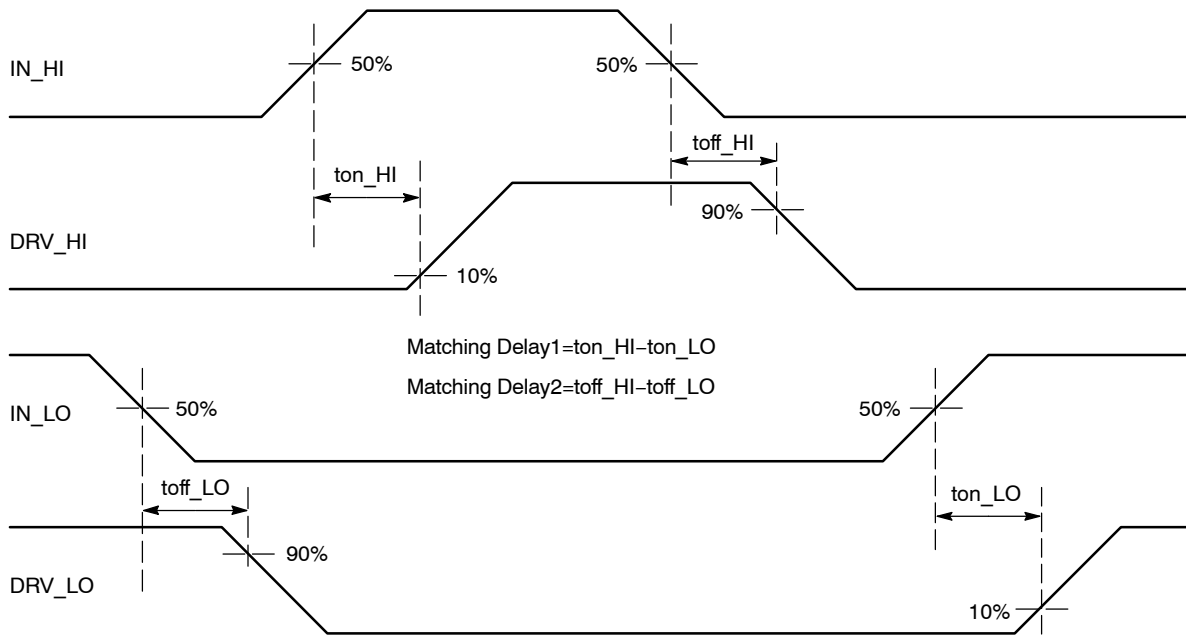 IN_HI
50%
50%
toff_HI
ton_HI
90%
DRV_HI
10%
Matching Delay1=ton_HI−ton_LO
Matching Delay2=toff_HI−toff_LO
IN_LO
50%
50%
toff_LO
ton_LO
90%
DRV_LO
10%